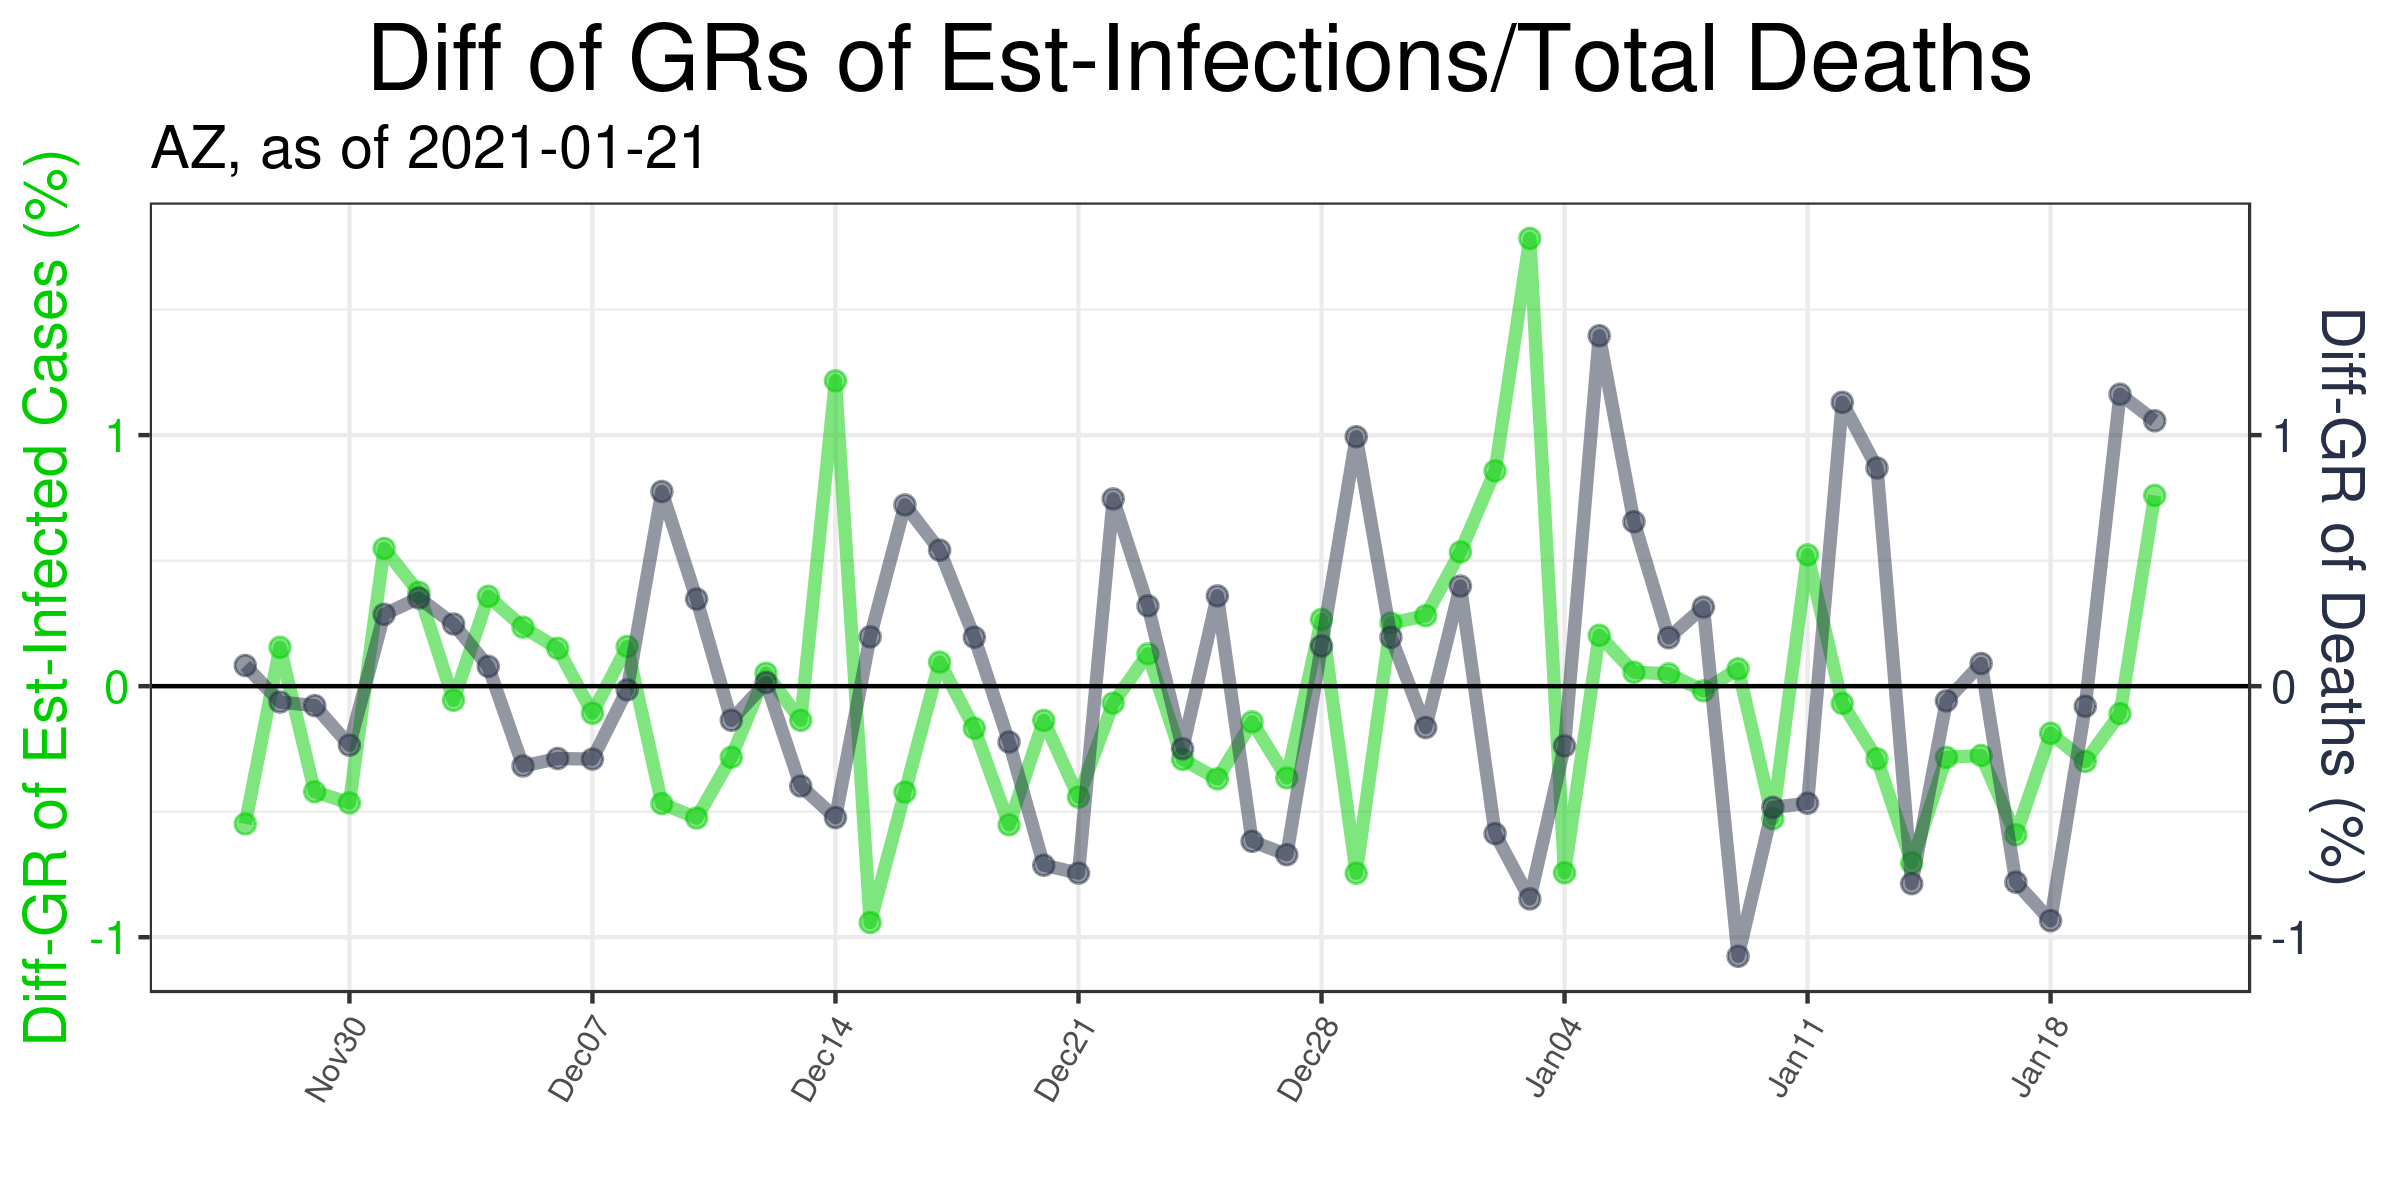 Diff of GRs of Est-Infections/Total Deaths
AZ, as of 2021-01-21
Diff-GR of Est-Infected Cases (%)
1
0
-1
1
0
-1
Diff-GR of Deaths (%)
Nov30
Dec07
Dec14
Dec21
Dec28
Jan04
Jan11
Jan18